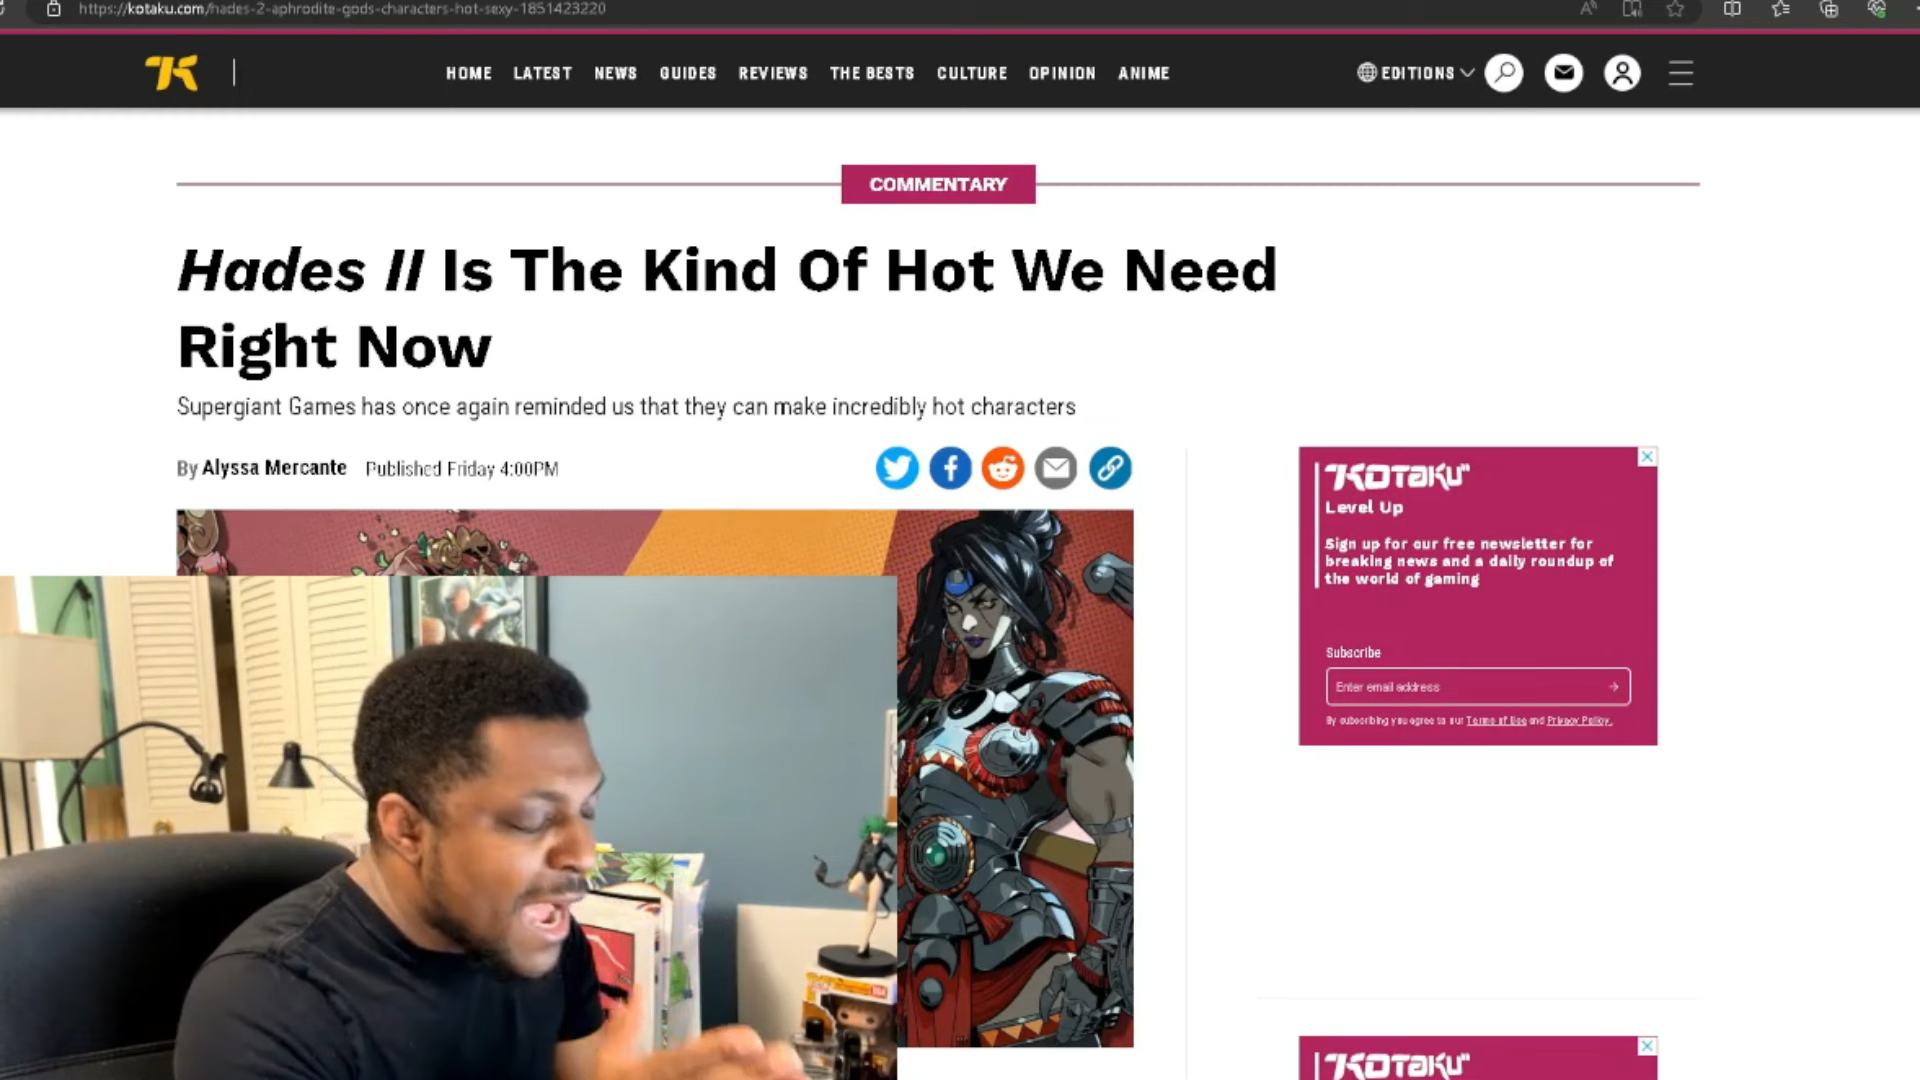 https://kotaku.com/hades-2-aphrodite-gods-characters-hot-sexy-1851423220
HOME LATEST NEWS GUIDES REVIEWS THE BESTS CULTURE OPINION ANIME
EDITIONS
COMMENTARY
Hades II Is The Kind Of Hot We Need
Right Now
Supergiant Games has once again reminded us that they can make incredibly hot characters
By Alyssa Mercante Published Friday 4:00PM
KOTaKU
Level Up
Sign up for our free newsletter for
breaking news and a daily roundup of
the world of gaming
Subscribe
Enter email address
By subscribing you agree to our Terms of Use and Privacy Policy.
KOTaKU